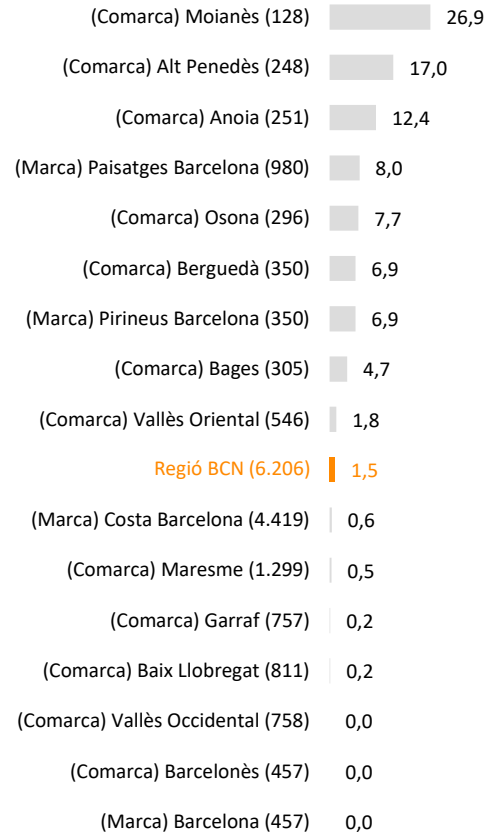 (Comarca) Moianès (128) 26,9
(Comarca) Alt Penedès (248) 17,0
(Comarca) Anoia (251) 12,4
(Marca) Paisatges Barcelona (980) 8,0
(Comarca) Osona (296) 7,7
(Comarca) Berguedà (350) 6,9
(Marca) Pirineus Barcelona (350) 6,9
(Comarca) Bages (305) 4,7
(Comarca) Vallès Oriental (546) 1,8
Regió BCN (6.206) 1,5
(Marca) Costa Barcelona (4.419) 0,6
(Comarca) Maresme (1.299) 0,5
(Comarca) Garraf (757) 0,2
(Comarca) Baix Llobregat (811) 0,2
(Comarca) Vallès Occidental (758) 0,0
(Comarca) Barcelonès (457) 0,0
(Marca) Barcelona (457) 0,0